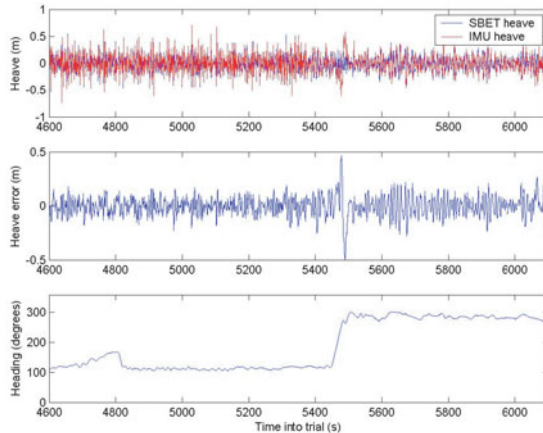 SBET heave
IMU heave
Heave (m)
1
0.5
0
-0.5
-1
4600 4800 5000 5200 5400 5600 5800 6000
Heave error (m)
0.5
0
-0.5
4600 4800 5000 5200 5400 5600 5800 6000
Heading (degrees)
300
200
100
0
4600 4800 5000 5200 5400 5600 5800 6000
Time into trial (s)